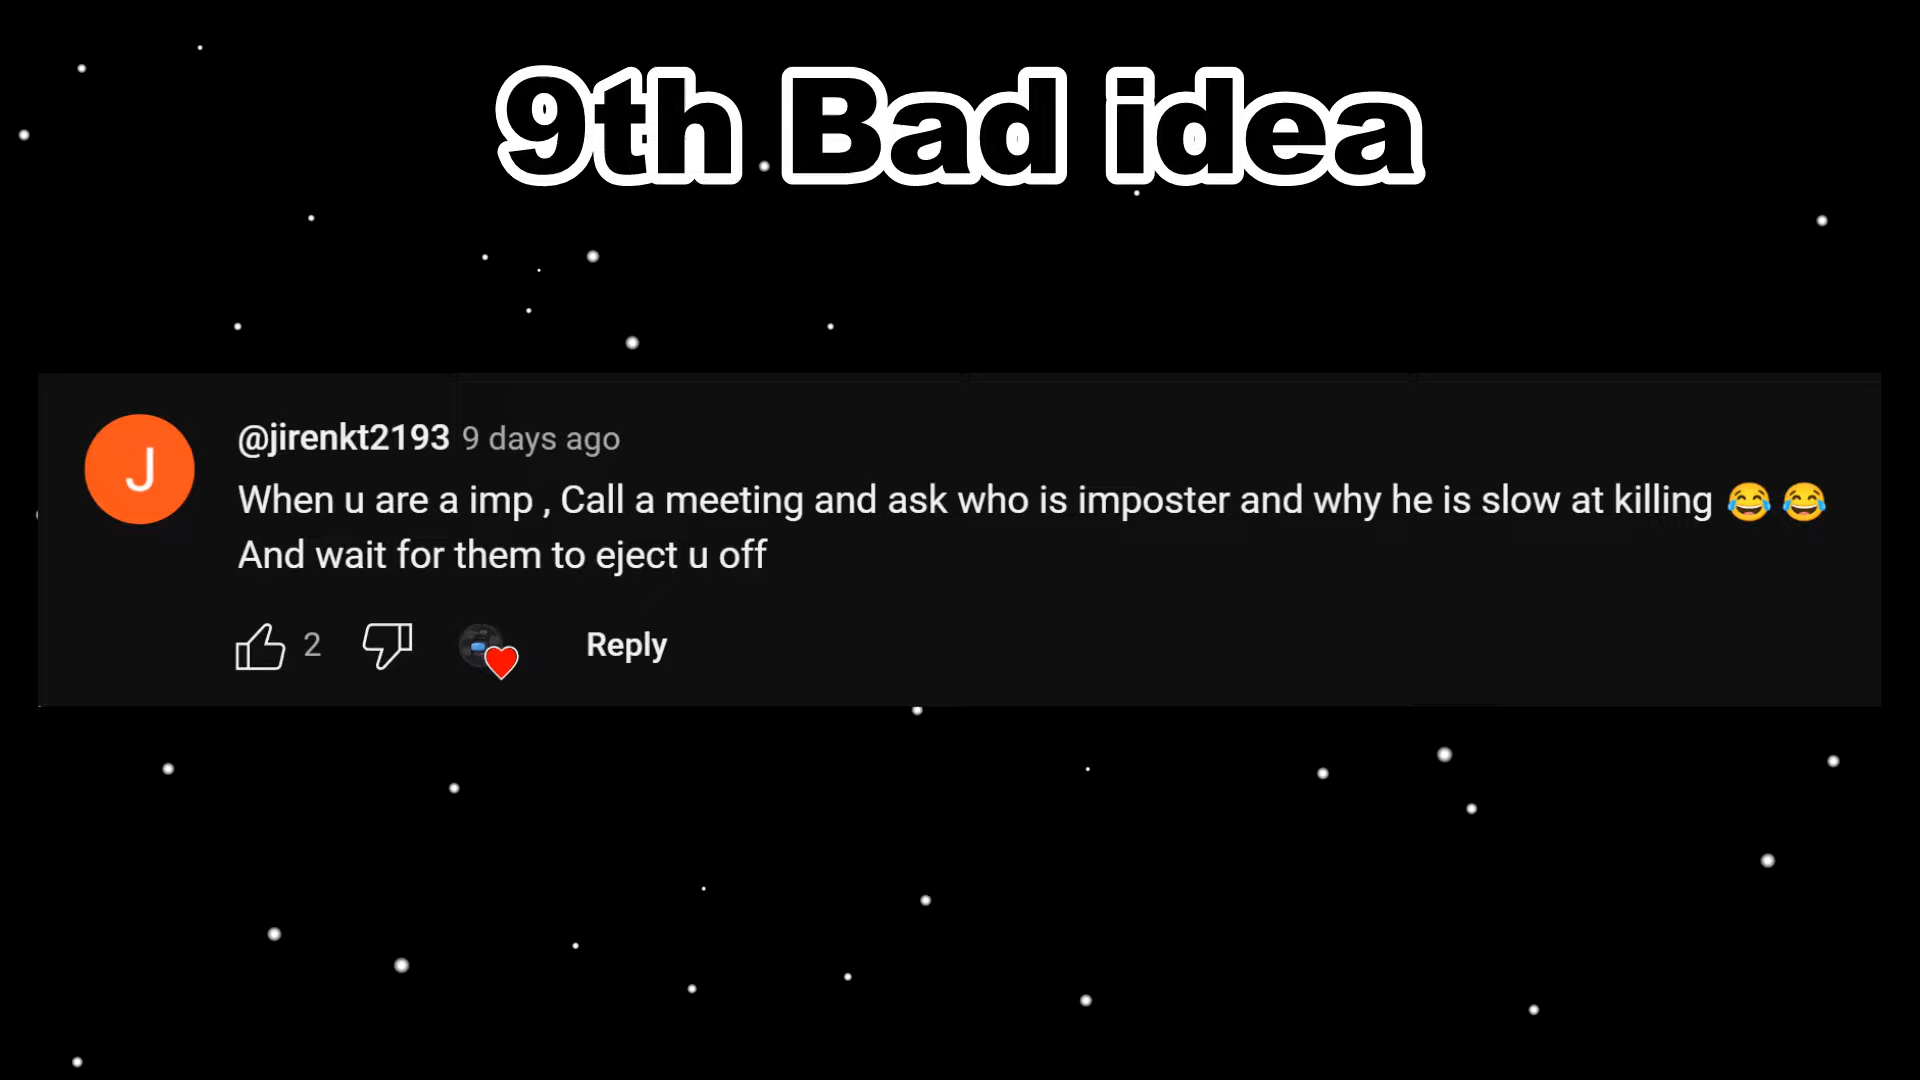 9th Bad idea
@jirenkt2193 9 days ago
When u are a imp , Call a meeting and ask who is imposter and why he is slow at killing 😂 😂
And wait for them to eject u off
J
2
Reply